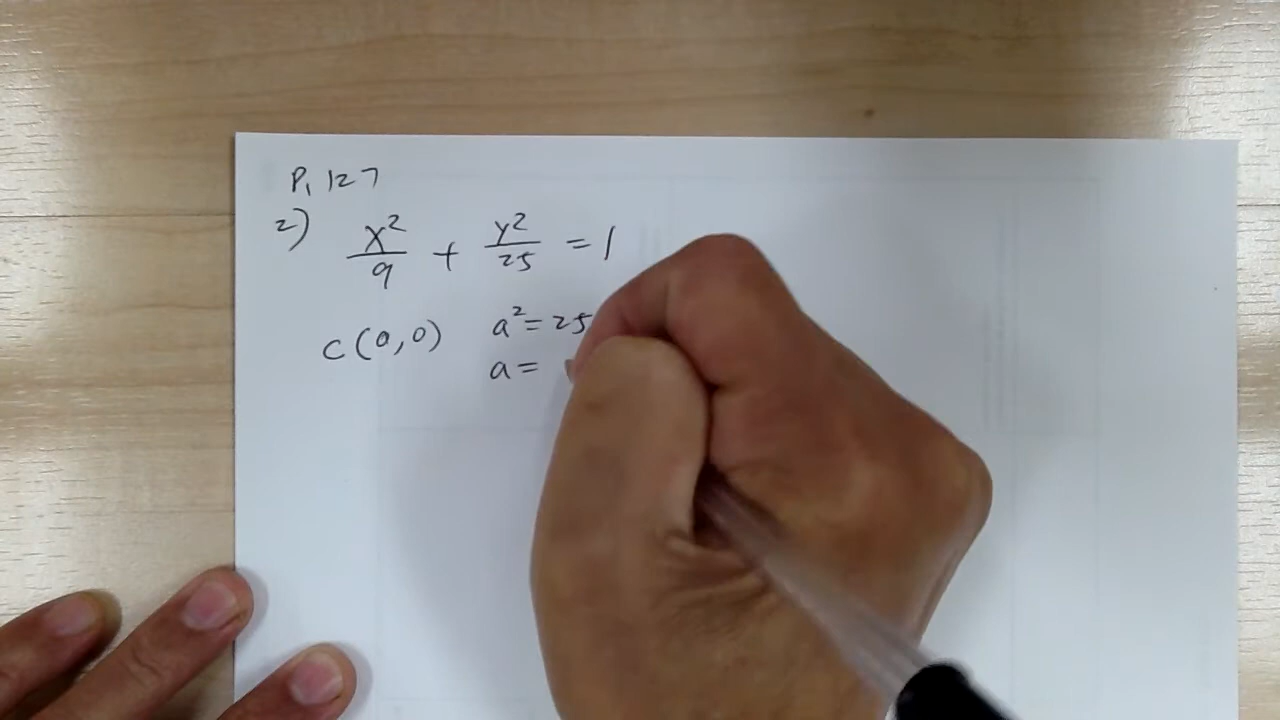 P. 127
2) x²/9 + y²/25 = 1
C(0,0) a² = 25
a =